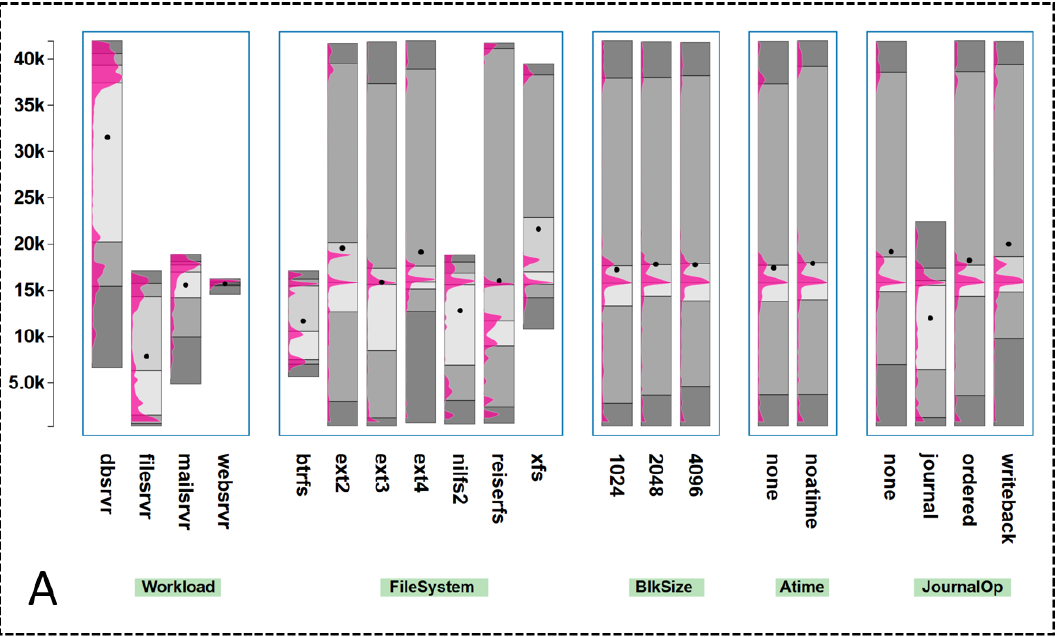 40k
35k
30k
25k
20k
15k
10k
5.0k
dbsrvr
filesrvr
mailsrvr
websrvr
btrfs
ext2
ext3
ext4
nilfs2
reiserfs
xfs
1024
2048
4096
none
noatime
none
journal
ordered
writeback
A
Workload
FileSystem
BlkSize
Atime
JournalOp